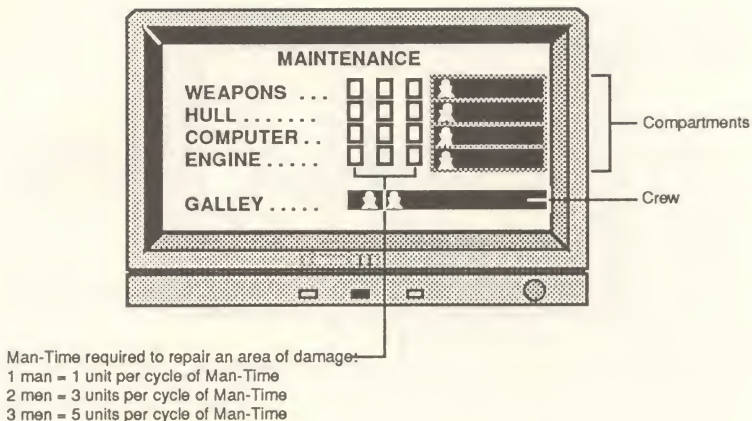 MAINTENANCE
WEAPONS ...
HULL .......
COMPUTER ..
ENGINE .....
GALLEY .....
Compartments
Crew
Man-Time required to repair an area of damage:
1 man = 1 unit per cycle of Man-Time
2 men = 3 units per cycle of Man-Time
3 men = 5 units per cycle of Man-Time